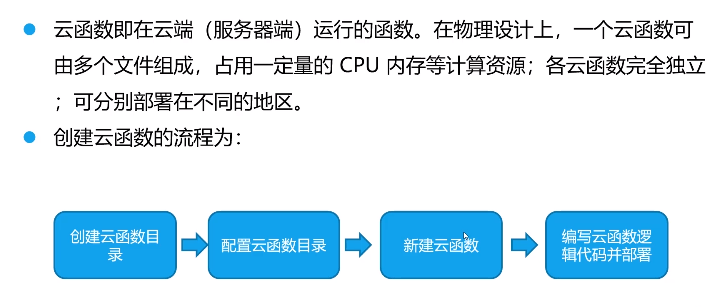 云函数即在云端（服务器端）运行的函数。在物理设计上，一个云函数可
由多个文件组成，占用一定量的 CPU 内存等计算资源；各云函数完全独立
；可分别部署在不同的地区。
创建云函数的流程为：
创建云函数目
录
配置云函数目录
新建云函数
编写云函数逻
辑代码并部署